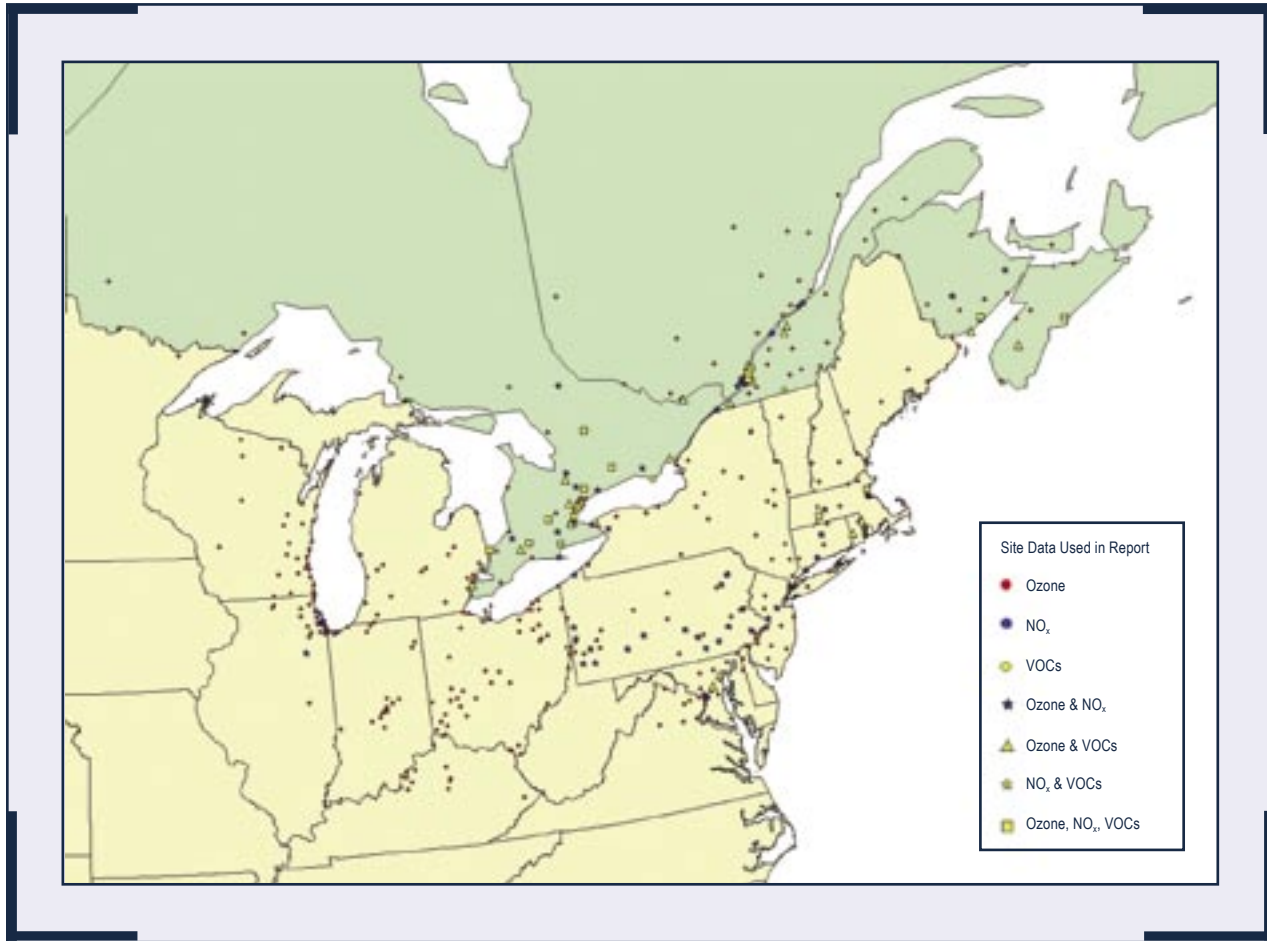 Site Data Used in Report
Ozone
NOx
VOCs
Ozone & NOx
Ozone & VOCs
NOx & VOCs
Ozone, NOx, VOCs